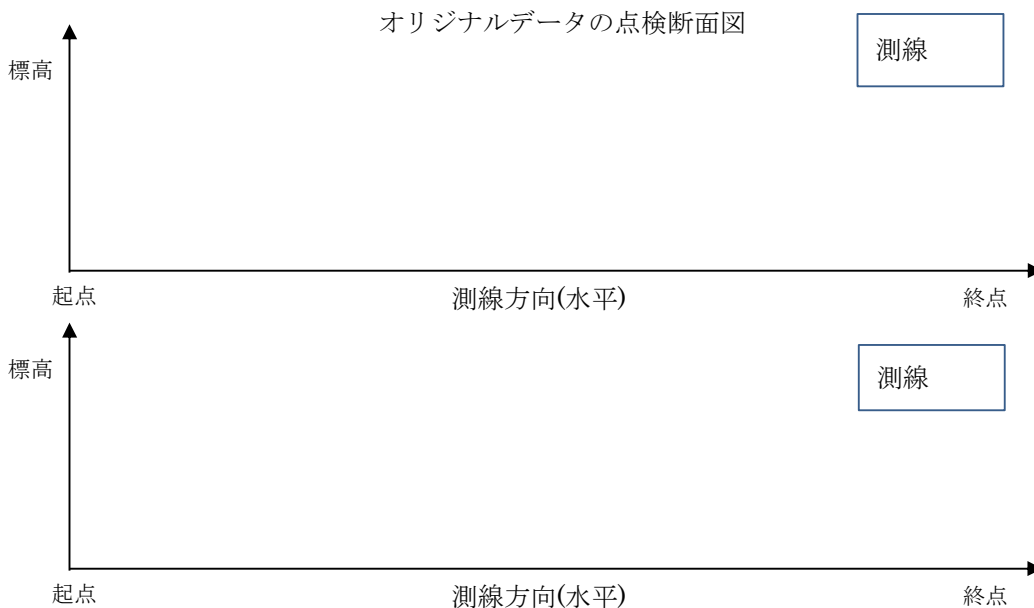 オリジナルデータの点検断面図
測線
標高
起点
測線方向(水平)
終点
測線
標高
起点
測線方向(水平)
終点